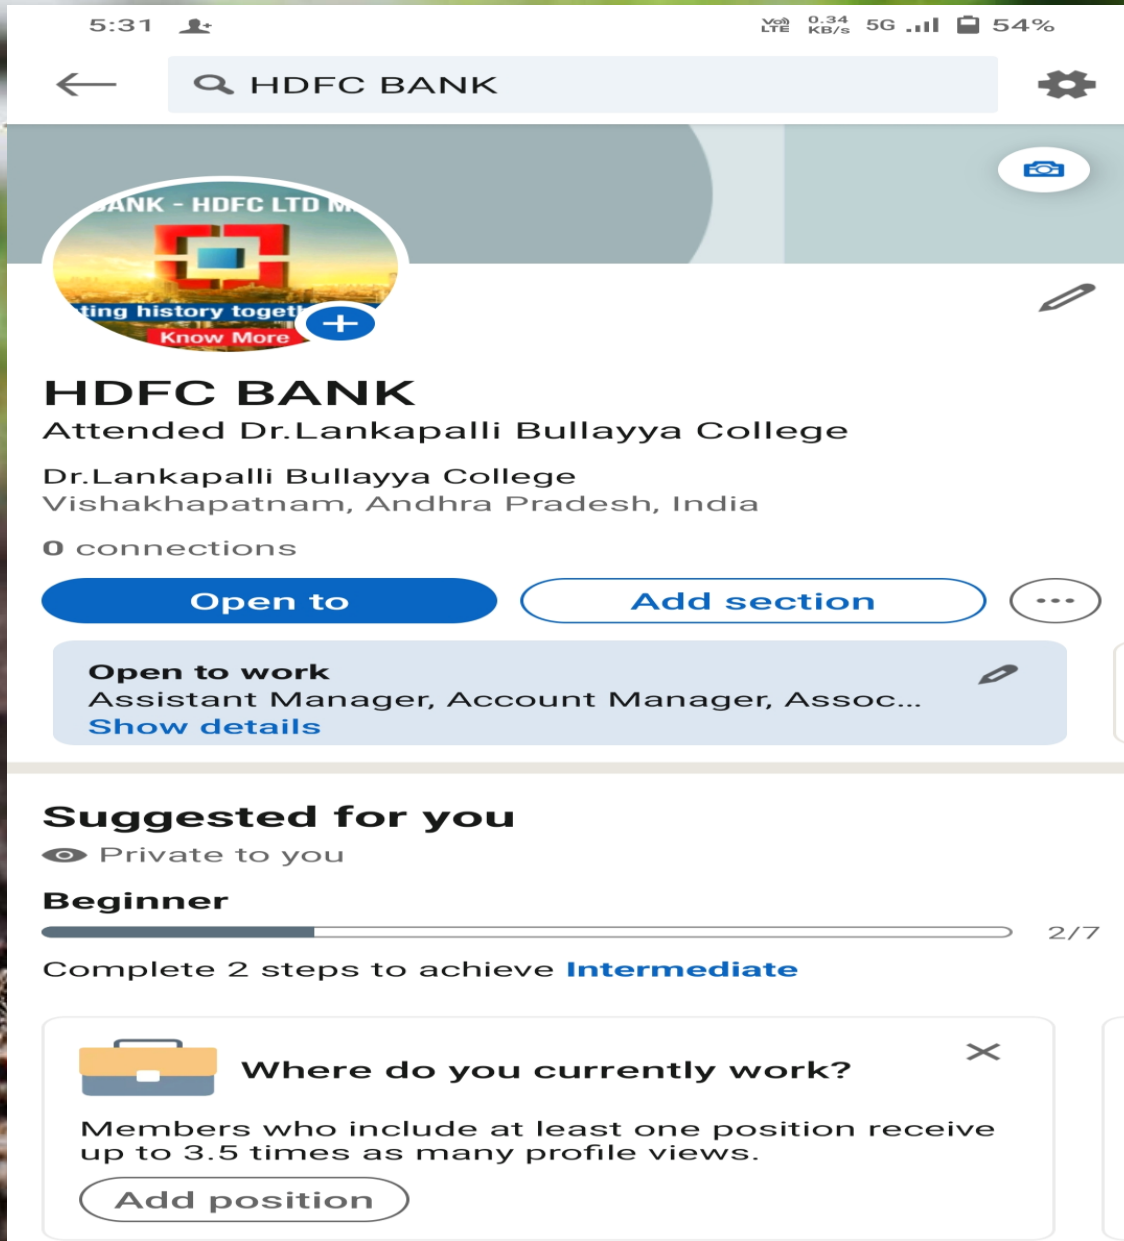 5:31 VoD LTE 0.34 KB/s 5G 54%
HDFC BANK
BANK - HDFC LTD
ting history toget
Know More
HDFC BANK
Attended Dr.Lankapalli Bullayya College
Dr.Lankapalli Bullayya College
Vishakhapatnam, Andhra Pradesh, India
0 connections
Open to Add section
Open to work
Assistant Manager, Account Manager, Assoc...
Show details
Suggested for you
Private to you
Beginner
2/7
Complete 2 steps to achieve Intermediate
Where do you currently work?
Members who include at least one position receive
up to 3.5 times as many profile views.
Add position